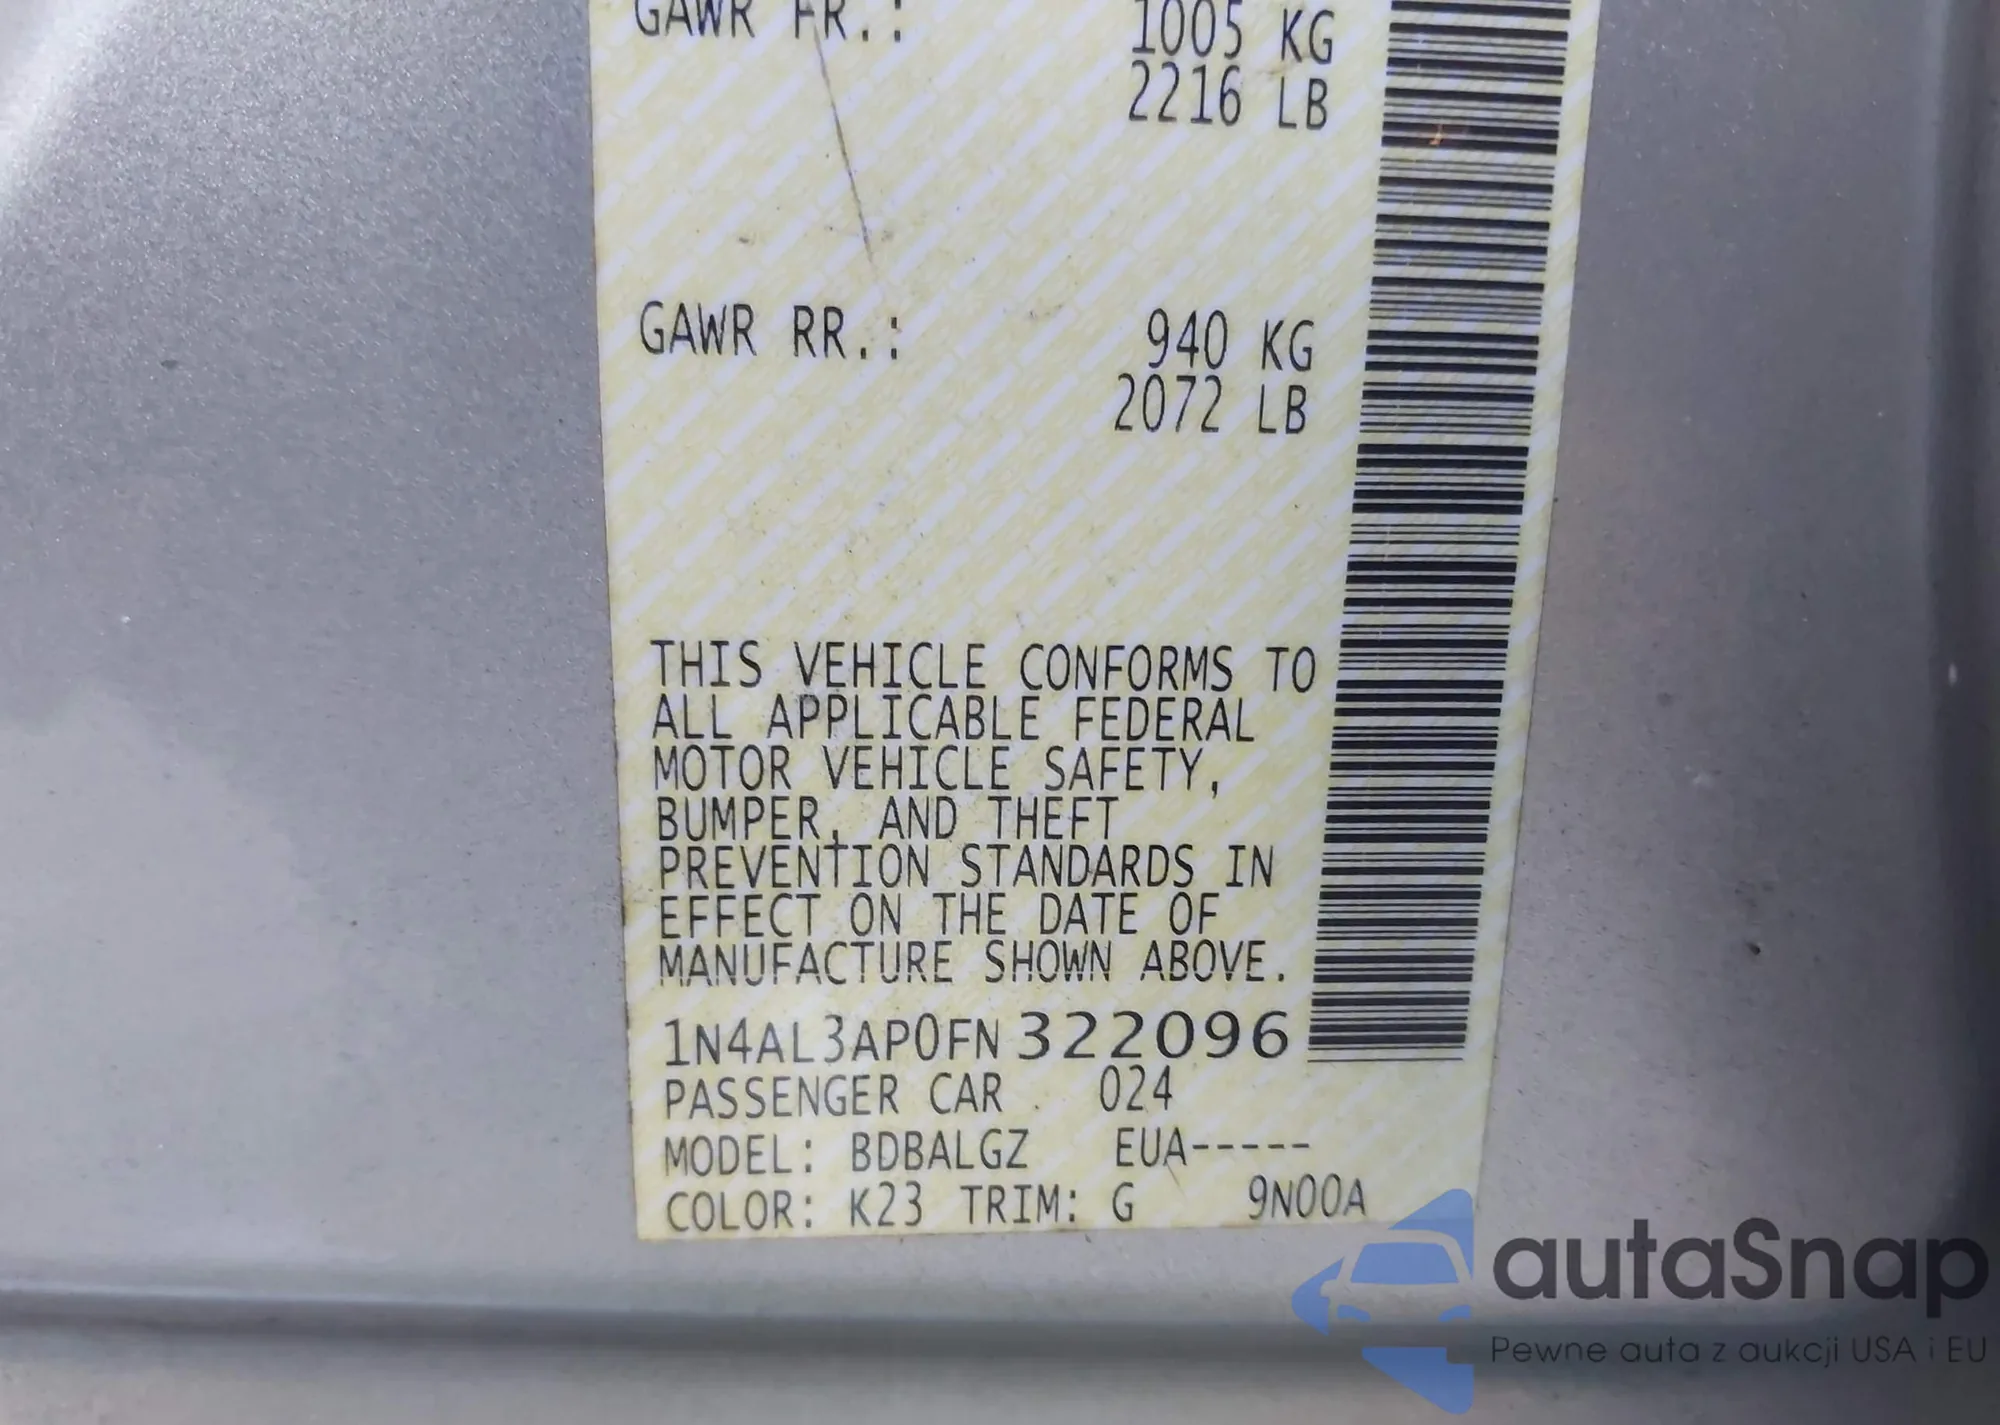 GAWR FR.: 1005 KG
2216 LB
GAWR RR.: 940 KG
2072 LB
THIS VEHICLE CONFORMS TO
ALL APPLICABLE FEDERAL
MOTOR VEHICLE SAFETY,
BUMPER, AND THEFT
PREVENTION STANDARDS IN
EFFECT ON THE DATE OF
MANUFACTURE SHOWN ABOVE.
1N4AL3AP0FN322096
PASSENGER CAR 024
MODEL: BDBALGZ EUA-----
COLOR: K23 TRIM: G 9N00A
autaSnap
Pewne auta z aukcji USA i EU